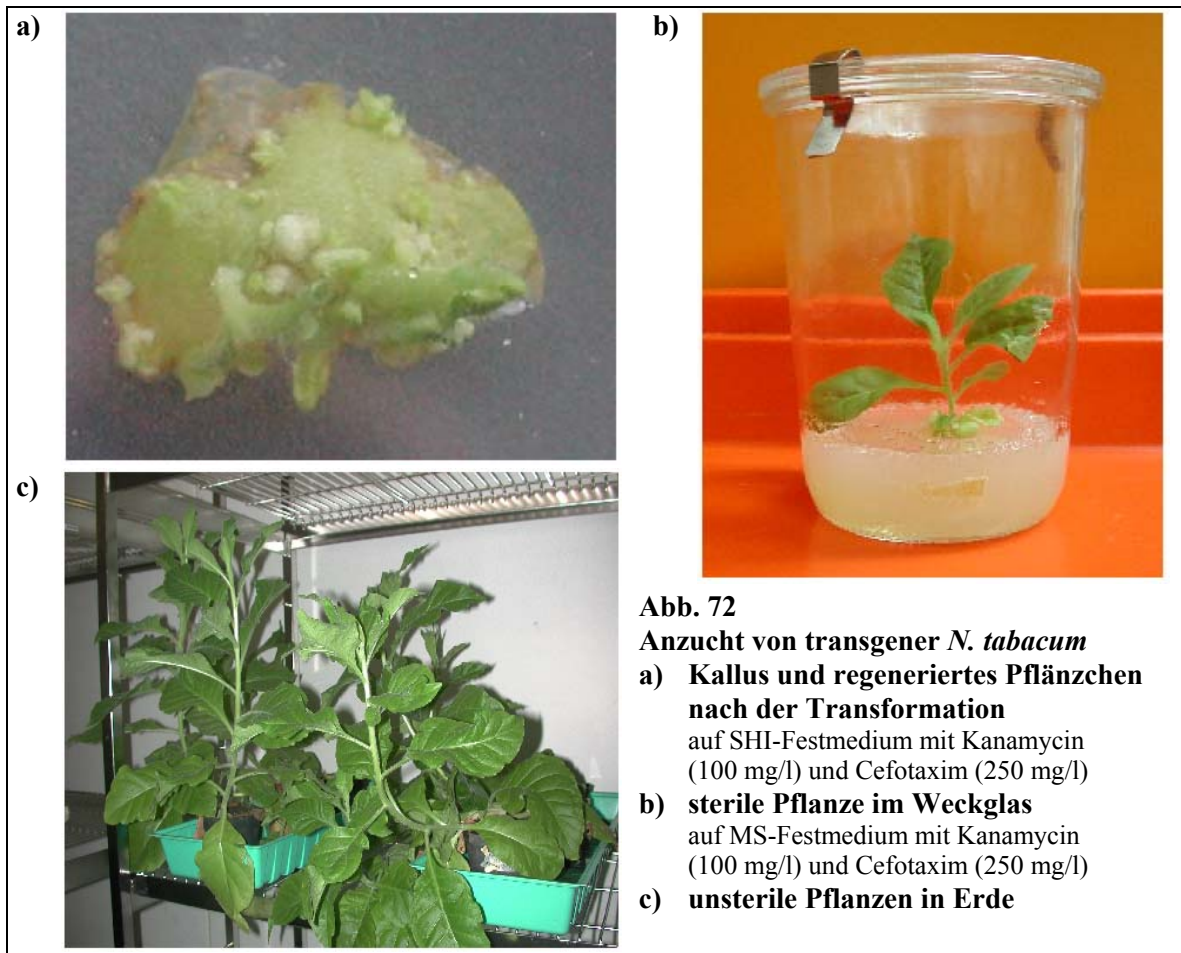 a)
b)
c)
Abb. 72
Anzucht von transgener N. tabacum
a) Kallus und regeneriertes Pflänzchen
nach der Transformation
auf SHI-Festmedium mit Kanamycin
(100 mg/l) und Cefotaxim (250 mg/l)
b) sterile Pflanze im Weckglas
auf MS-Festmedium mit Kanamycin
(100 mg/l) und Cefotaxim (250 mg/l)
c) unsterile Pflanzen in Erde